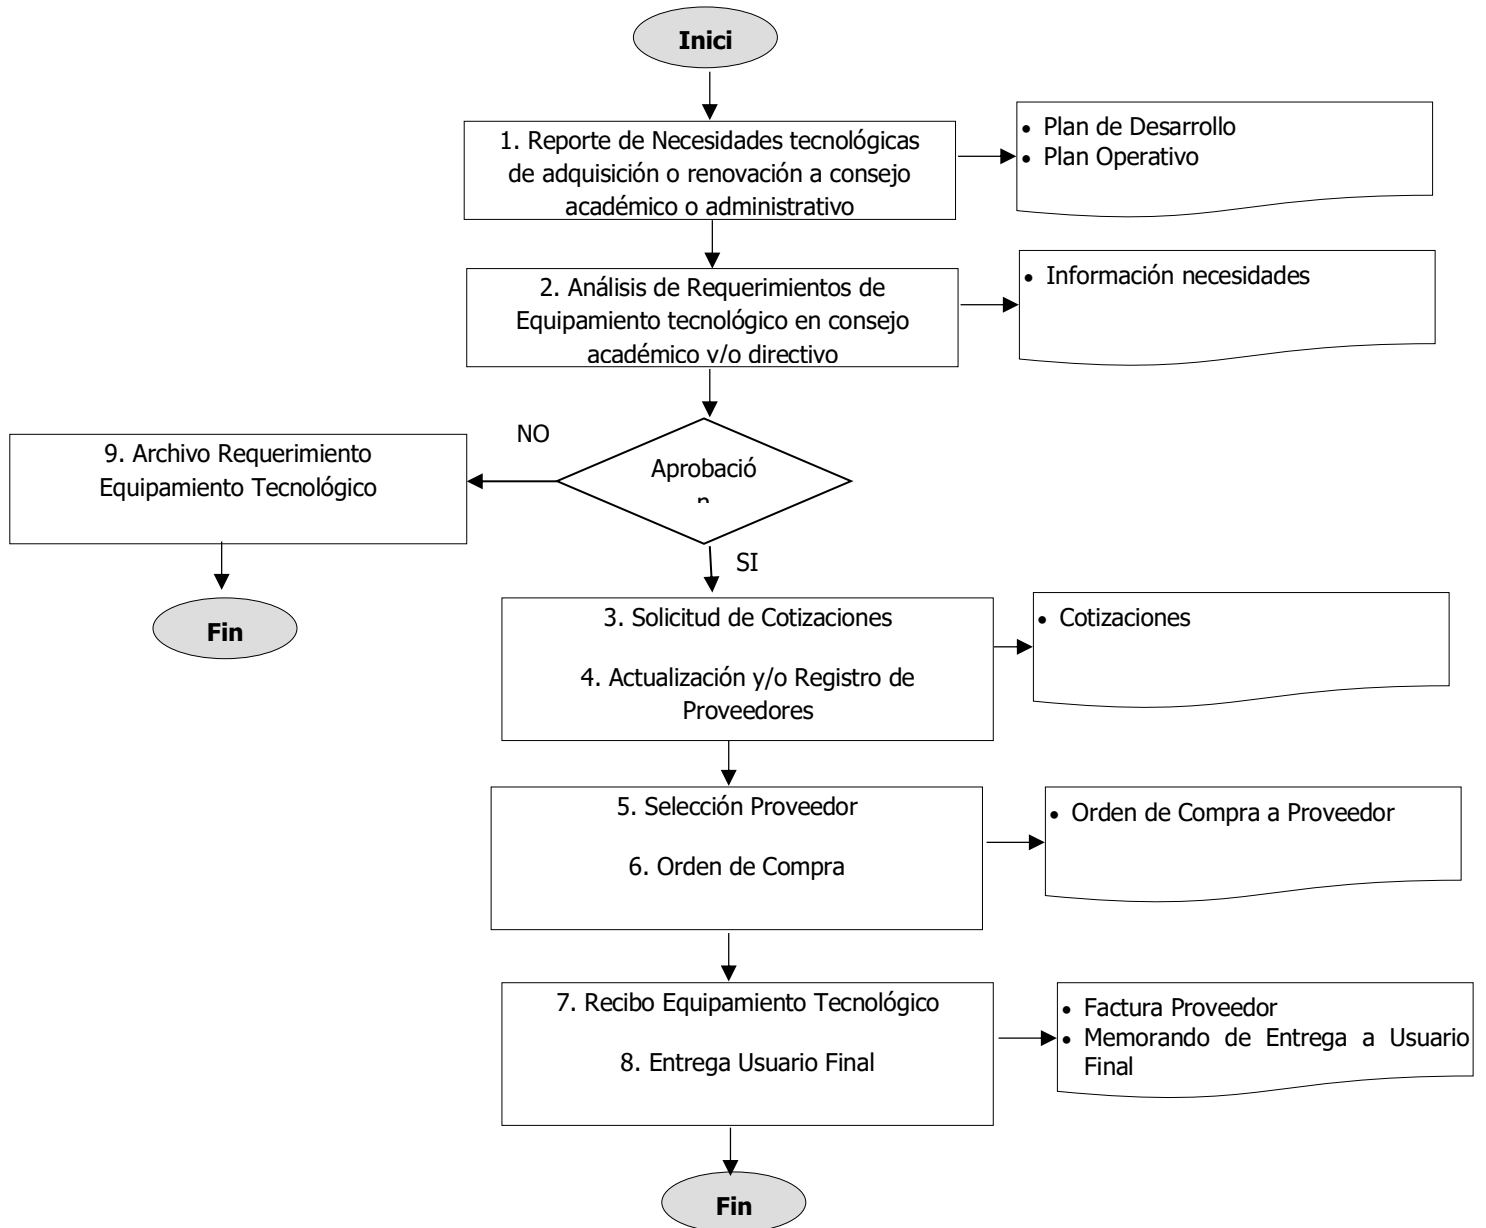 Inici
1. Reporte de Necesidades tecnológicas
de adquisición o renovación a consejo
académico o administrativo
• Plan de Desarrollo
• Plan Operativo
2. Análisis de Requerimientos de
Equipamiento tecnológico en consejo
académico y/o directivo
• Información necesidades
NO
9. Archivo Requerimiento
Equipamiento Tecnológico
Aprobació
n
SI
Fin
3. Solicitud de Cotizaciones
4. Actualización y/o Registro de
Proveedores
• Cotizaciones
5. Selección Proveedor
6. Orden de Compra
• Orden de Compra a Proveedor
7. Recibo Equipamiento Tecnológico
8. Entrega Usuario Final
• Factura Proveedor
• Memorando de Entrega a Usuario
Final
Fin